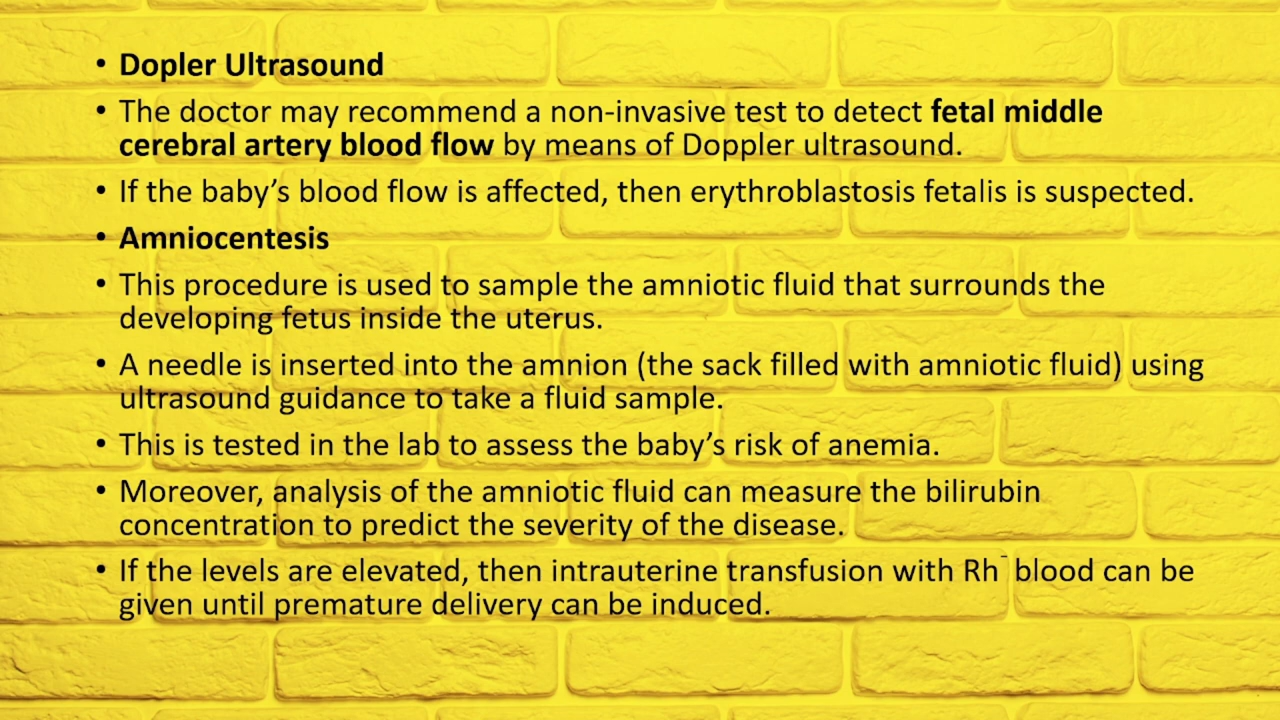 • Dopler Ultrasound
• The doctor may recommend a non-invasive test to detect fetal middle
cerebral artery blood flow by means of Doppler ultrasound.
• If the baby’s blood flow is affected, then erythroblastosis fetalis is suspected.
• Amniocentesis
• This procedure is used to sample the amniotic fluid that surrounds the
developing fetus inside the uterus.
• A needle is inserted into the amnion (the sack filled with amniotic fluid) using
ultrasound guidance to take a fluid sample.
• This is tested in the lab to assess the baby’s risk of anemia.
• Moreover, analysis of the amniotic fluid can measure the bilirubin
concentration to predict the severity of the disease.
• If the levels are elevated, then intrauterine transfusion with Rh⁻ blood can be
given until premature delivery can be induced.